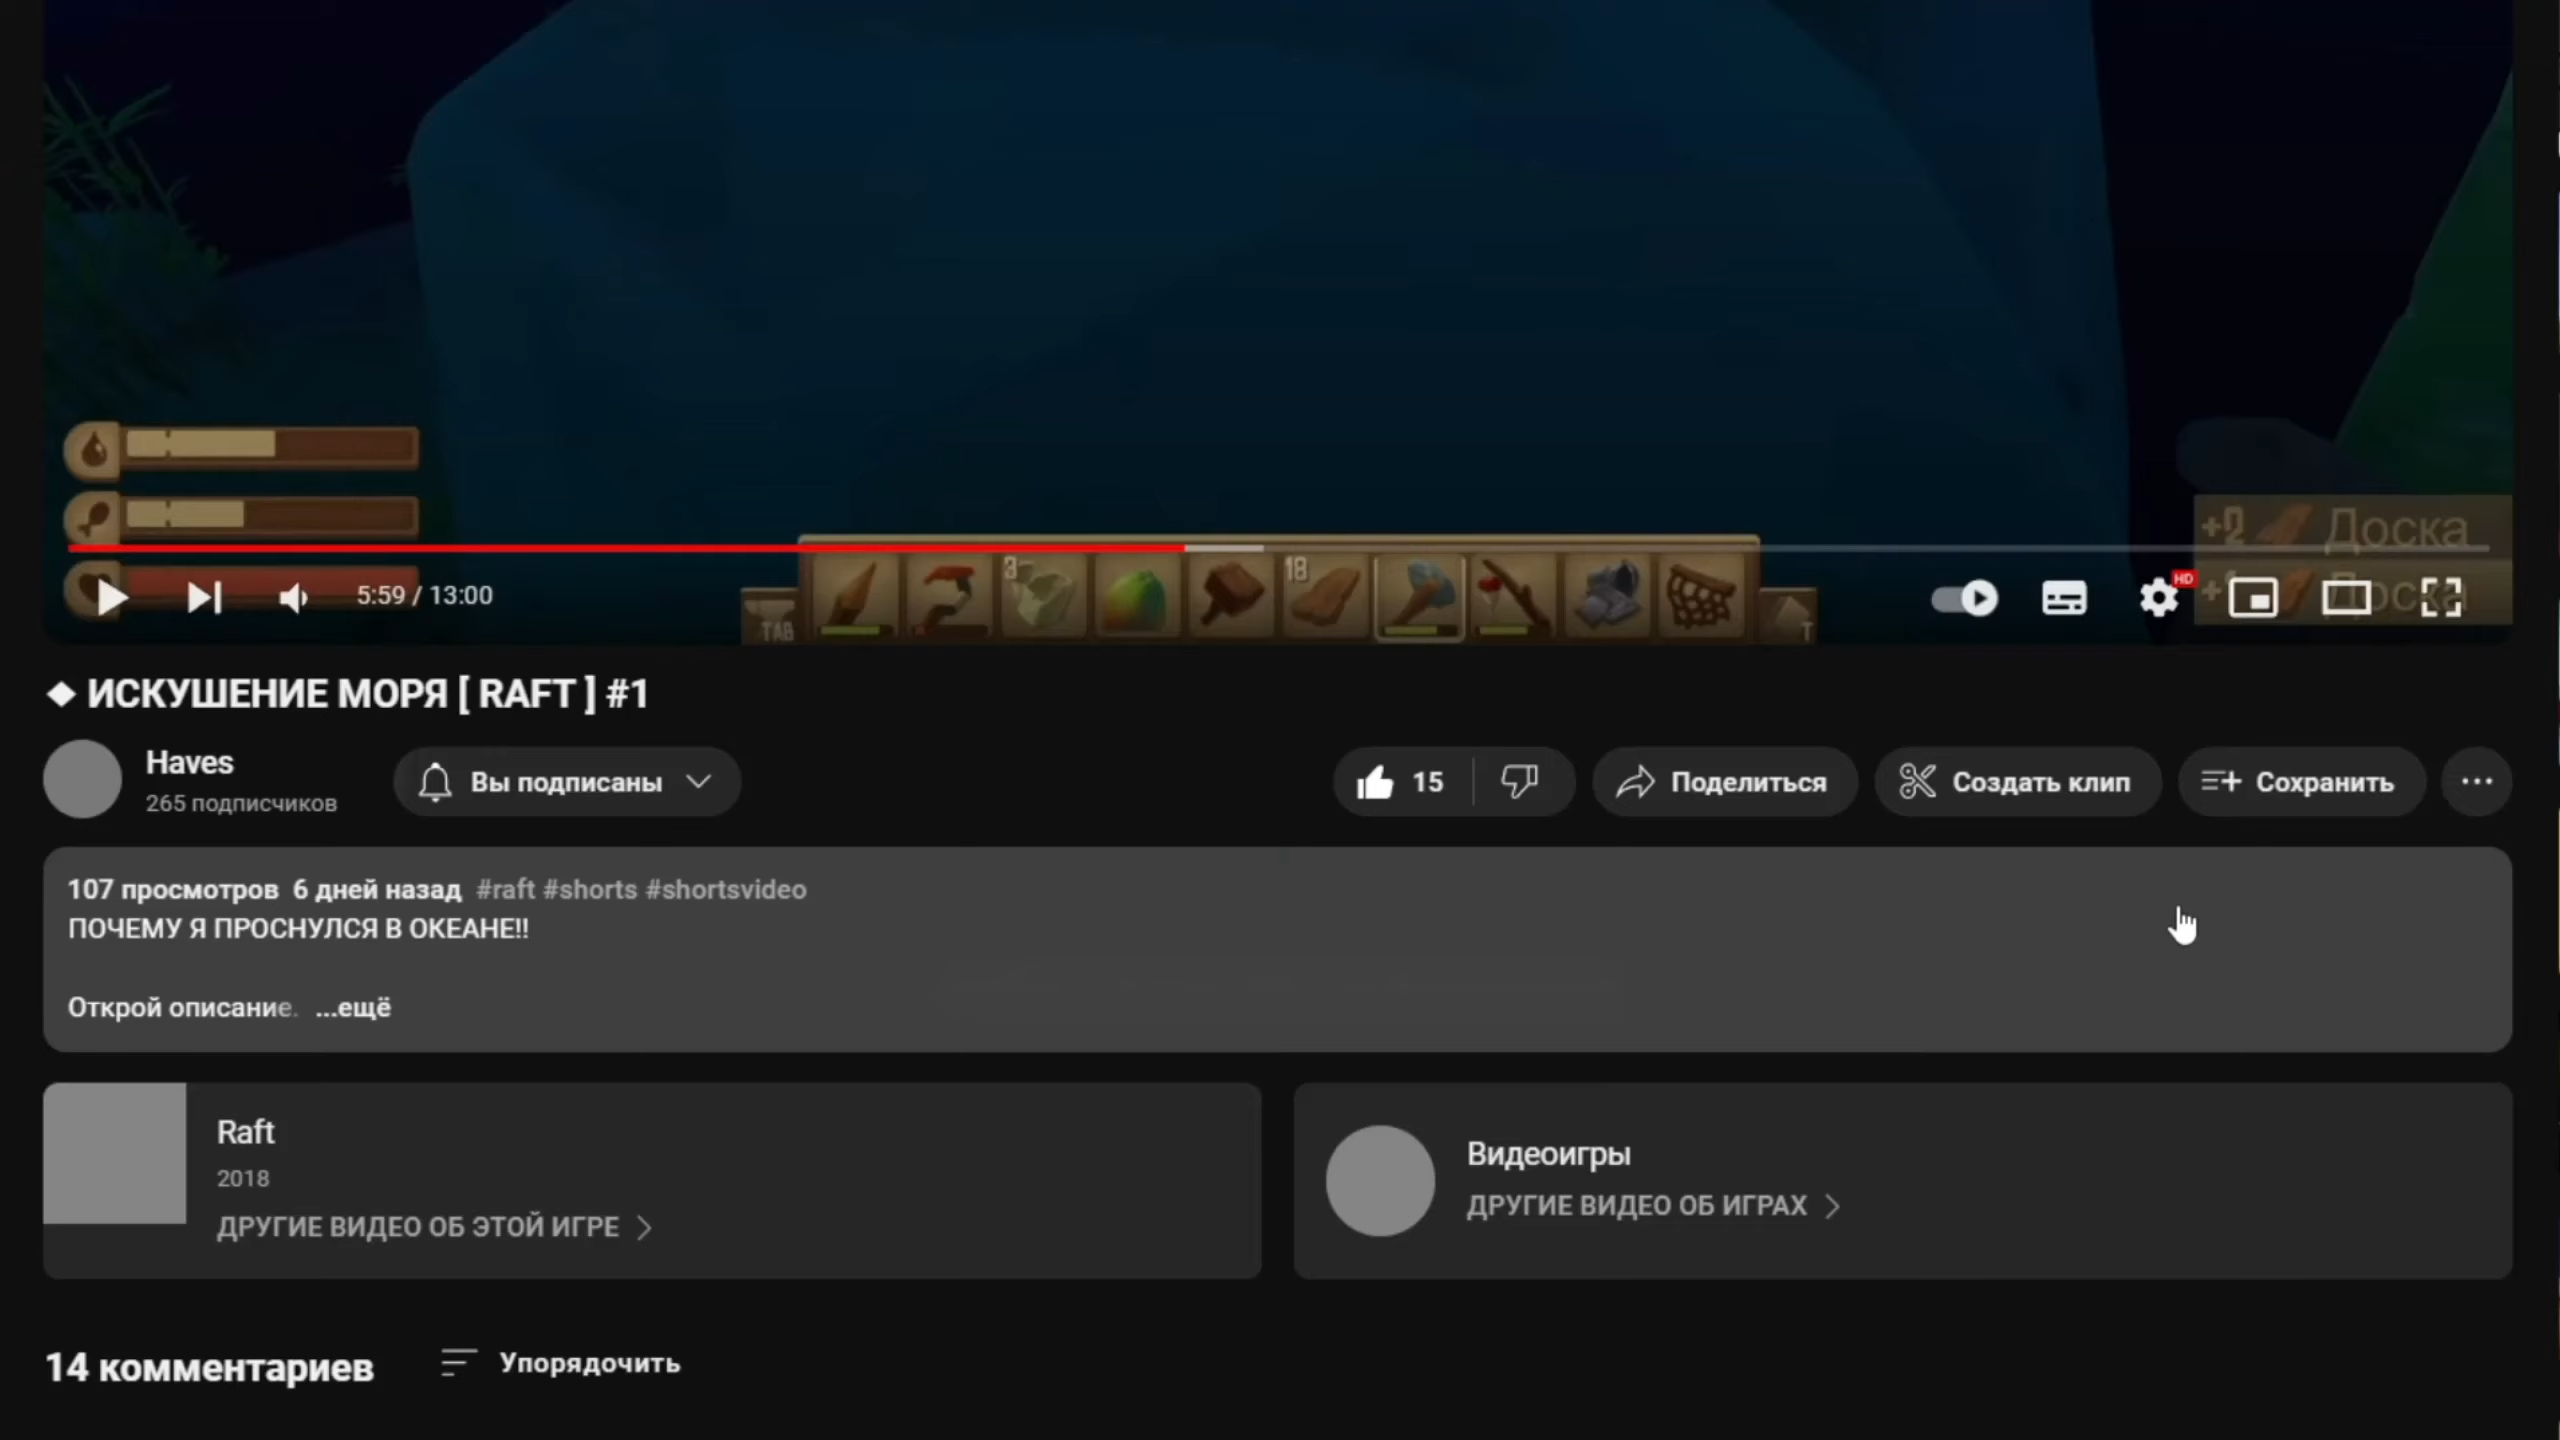 +2 Доска
3
18
TAB
T
5:59 / 13:00
HD
Доска
◆ ИСКУШЕНИЕ МОРЯ [ RAFT ] #1
Haves
265 подписчиков
Вы подписаны
15
Поделиться
Создать клип
Сохранить
107 просмотров 6 дней назад #raft #shorts #shortsvideo
ПОЧЕМУ Я ПРОСНУЛСЯ В ОКЕАНЕ!!
Открой описание. ...ещё
Raft
2018
ДРУГИЕ ВИДЕО ОБ ЭТОЙ ИГРЕ
Видеоигры
ДРУГИЕ ВИДЕО ОБ ИГРАХ
14 комментариев
Упорядочить